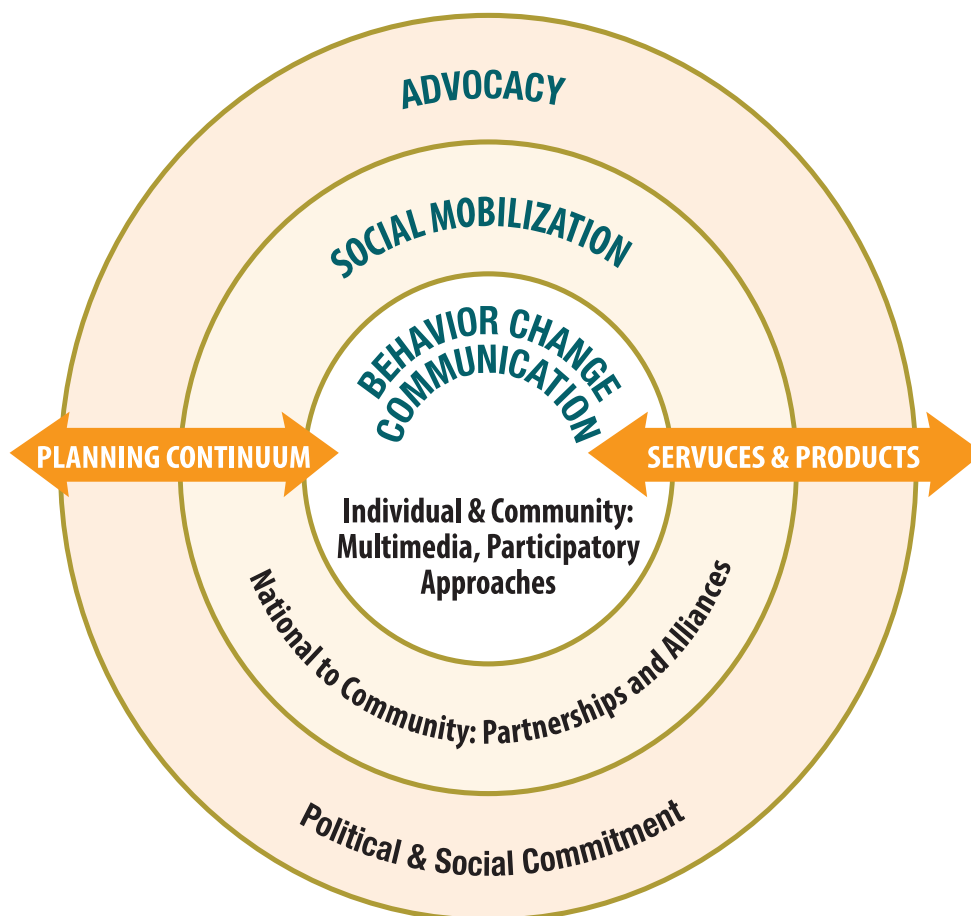 ADVOCACY
SOCIAL MOBILIZATION
BEHAVIOR CHANGE
COMMUNICATION
PLANNING CONTINUUM
SERVUCES & PRODUCTS
Individual & Community:
Multimedia, Participatory
Approaches
National to Community: Partnerships and Alliances
Political & Social Commitment